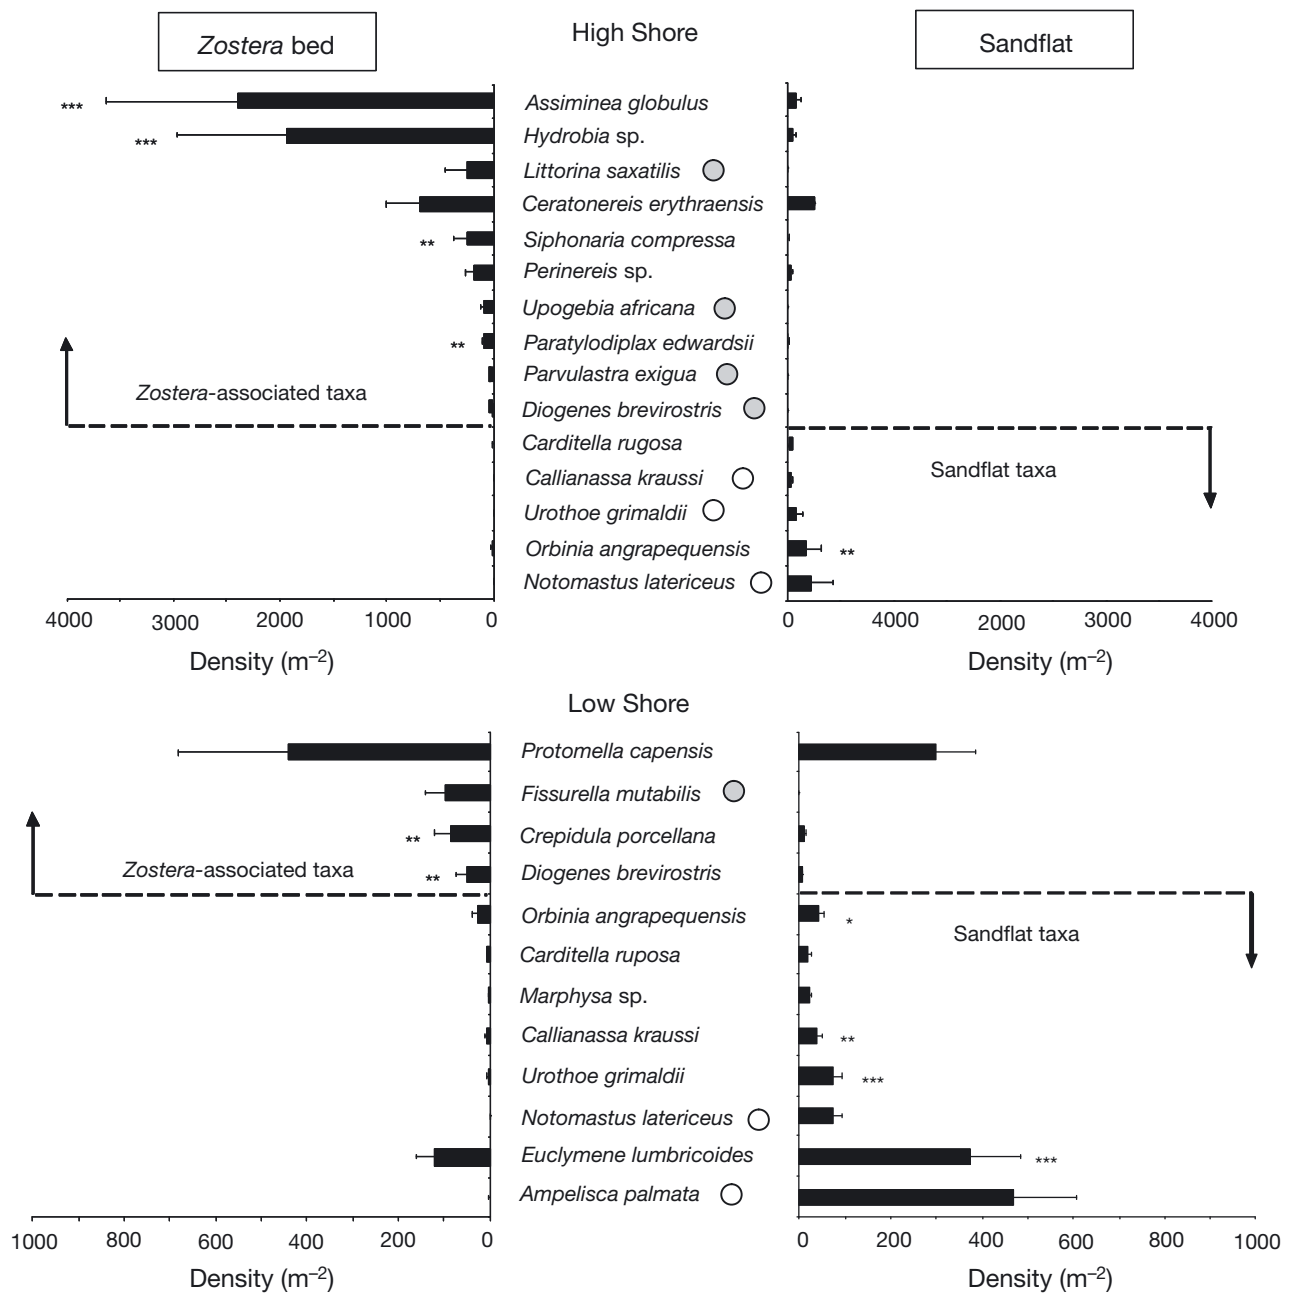 Zostera bed
High Shore
Sandflat
*** Assiminea globulus
*** Hydrobia sp.
Littorina saxatilis
Ceratonereis erythraensis
** Siphonaria compressa
Perinereis sp.
Upogebia africana
** Paratylodiplax edwardsii
Parvulastra exigua
Zostera-associated taxa
Diogenes brevirostris
Carditella rugosa
Callianassa kraussi
Sandflat taxa
Urothoe grimaldii
Orbinia angrapequensis **
Notomastus latericeus
4000 3000 2000 1000 0
0 4000 2000 3000 4000
Density (m–2)
Density (m–2)
Low Shore
Protomella capensis
Fissurella mutabilis
** Crepidula porcellana
Zostera-associated taxa
** Diogenes brevirostris
Orbinia angrapequensis *
Sandflat taxa
Carditella ruposa
Marphysa sp.
Callianassa kraussi **
Urothoe grimaldii ***
Notomastus latericeus
Euclymene lumbricoides ***
Ampelisca palmata
1000 800 600 400 200 0
0 200 400 600 800 1000
Density (m–2)
Density (m–2)